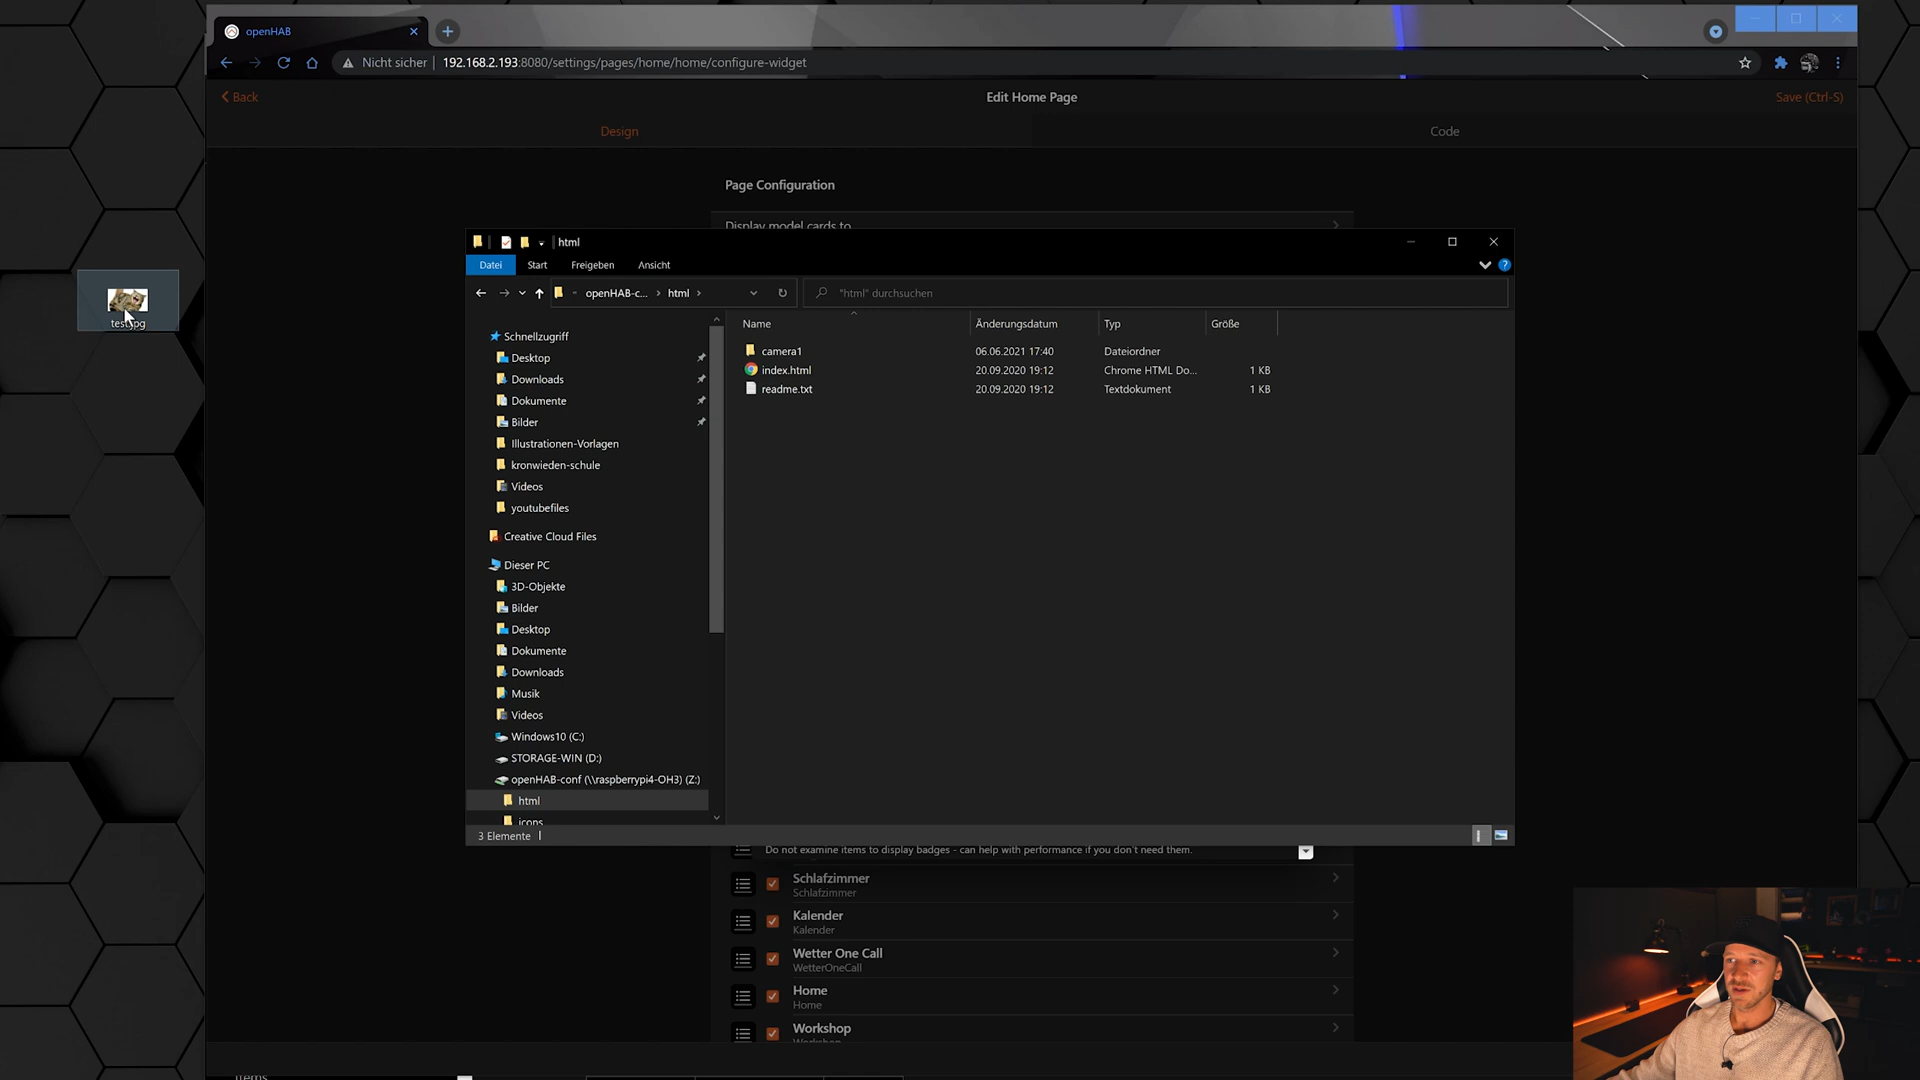 openHAB
Nicht sicher
192.168.2.193:8080/settings/pages/home/home/configure-widget
Back
Edit Home Page
Save (Ctrl-S)
Design
Code
Page Configuration
Display model cards to
html
Datei
Start
Freigeben
Ansicht
openHAB-c...
html
"html" durchsuchen
Name
Änderungsdatum
Typ
Größe
camera1
06.06.2021 17:40
Dateiordner
index.html
20.09.2020 19:12
Chrome HTML Do...
1 KB
readme.txt
20.09.2020 19:12
Textdokument
1 KB
Schnellzugriff
Desktop
Downloads
Dokumente
Bilder
Illustrationen-Vorlagen
kronwieden-schule
Videos
youtubefiles
Creative Cloud Files
Dieser PC
3D-Objekte
Bilder
Desktop
Dokumente
Downloads
Musik
Videos
Windows10 (C:)
STORAGE-WIN (D:)
openHAB-conf (\\raspberrypi4-OH3) (Z:)
html
icons
3 Elemente
test.jpg
Do not examine items to display badges - can help with performance if you don't need them.
Schlafzimmer
Schlafzimmer
Kalender
Kalender
Wetter One Call
WetterOneCall
Home
Home
Workshop
Workshop
Items